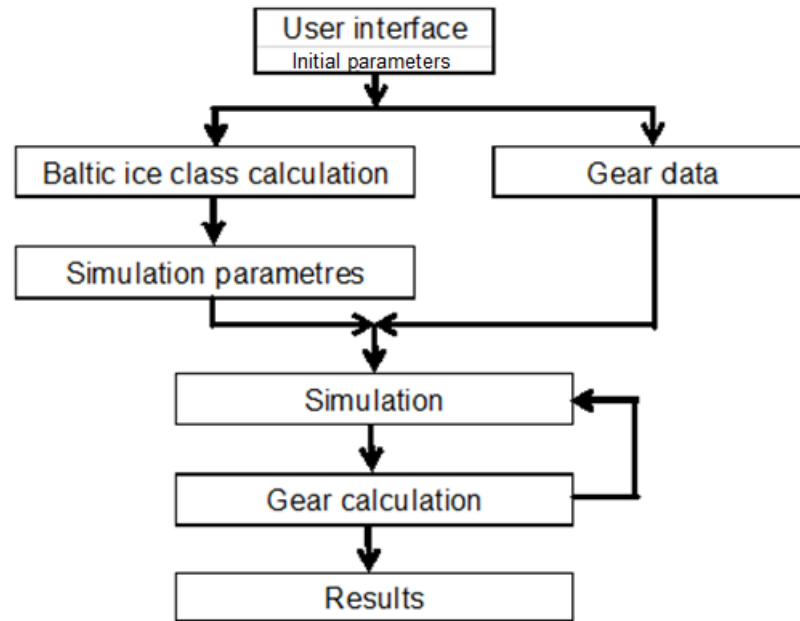 User interface
Initial parameters
Baltic ice class calculation
Gear data
Simulation parametres
Simulation
Gear calculation
Results